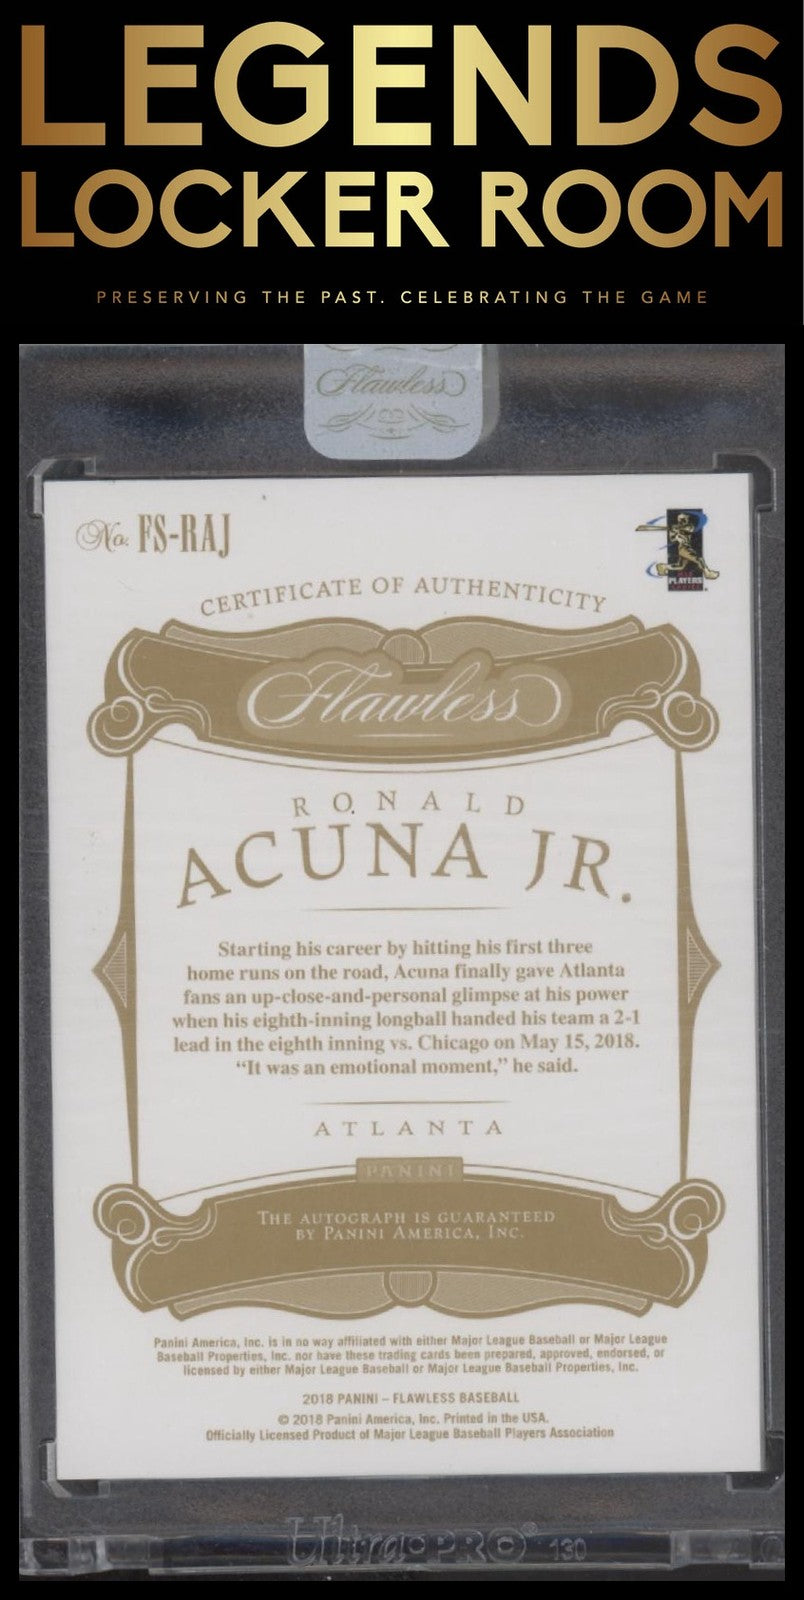 LEGENDS
LOCKER ROOM
PRESERVING THE PAST. CELEBRATING THE GAME
Flawless
No. FS-RAJ
PLAYERS
CERTIFICATE OF AUTHENTICITY
Flawless
RONALD
ACUNA JR.
Starting his career by hitting his first three
home runs on the road, Acuna finally gave Atlanta
fans an up-close-and-personal glimpse at his power
when his eighth-inning longball handed his team a 2-1
lead in the eighth inning vs. Chicago on May 15, 2018.
“It was an emotional moment,” he said.
ATLANTA
PANINI
THE AUTOGRAPH IS GUARANTEED
BY PANINI AMERICA, INC.
Panini America, Inc. is in no way affiliated with either Major League Baseball or Major League
Baseball Properties, Inc. nor have these trading cards been prepared, approved, endorsed, or
licensed by either Major League Baseball or Major League Baseball Properties, Inc.
2018 PANINI – FLAWLESS BASEBALL
© 2018 Panini America, Inc. Printed in the USA.
Officially Licensed Product of Major League Baseball Players Association
Ultra•PRO® 130